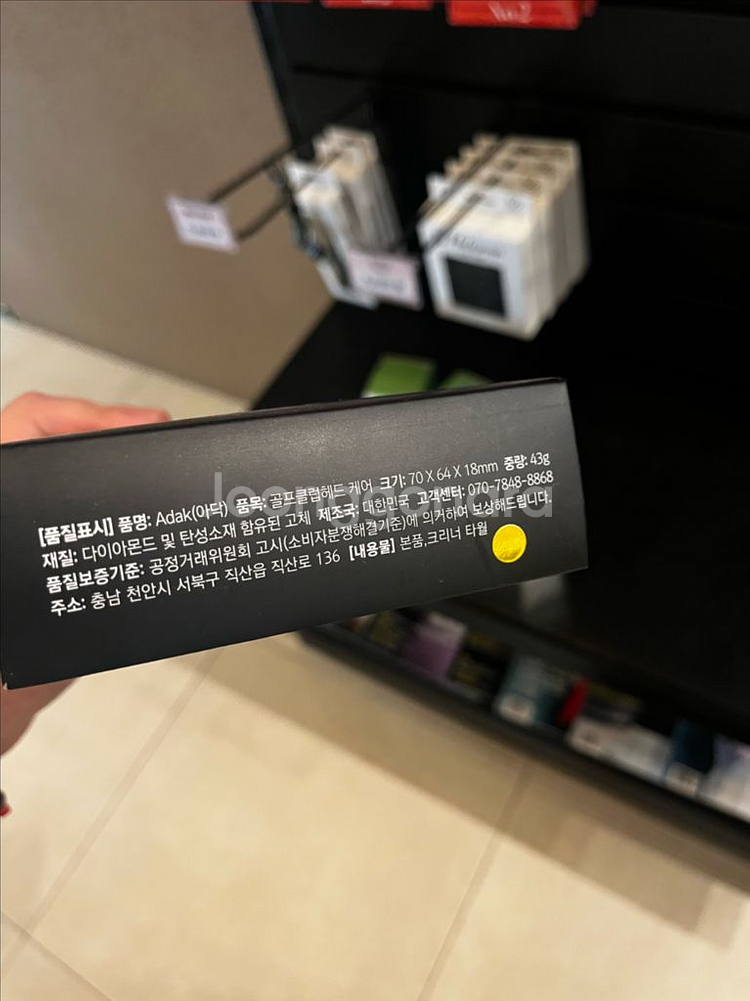 No.2
[품질표시] 품명: Adak(아닥) 품목: 골프클럽헤드 케어 크기: 70 X 64 X 18mm 중량: 43g
재질: 다이아몬드 및 탄성소재 함유된 고체 제조국: 대한민국 고객센터: 070-7848-8868
품질보증기준: 공정거래위원회 고시(소비자분쟁해결기준)에 의거하여 보상해드립니다.
주소: 충남 천안시 서북구 직산읍 직산로 136 [내용물] 본품,크리너 타월